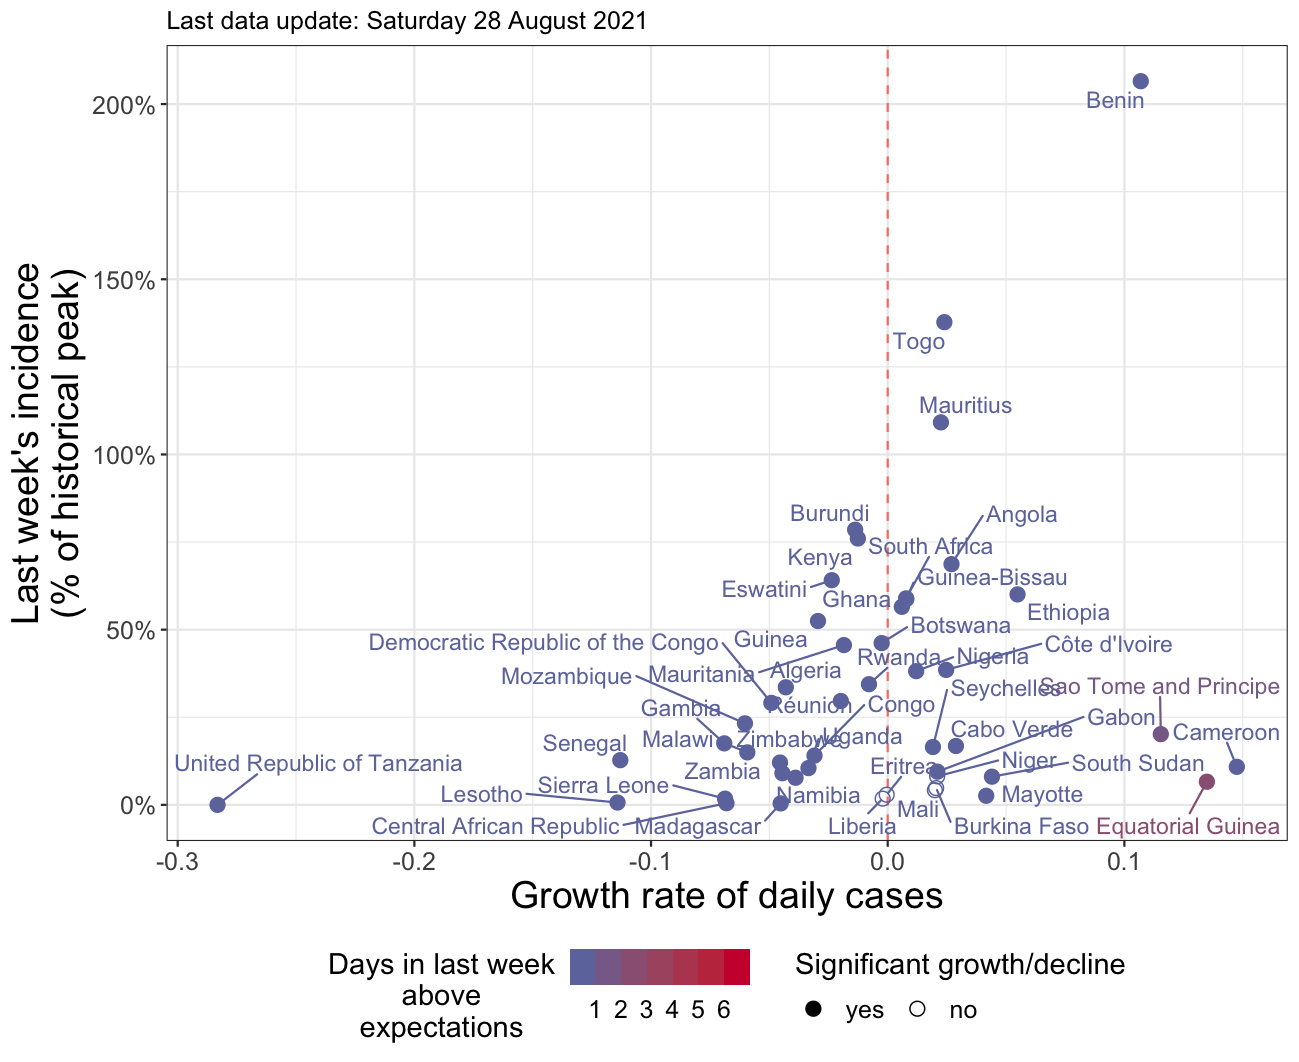 Last data update: Saturday 28 August 2021
Last week's incidence
(% of historical peak)
200%
150%
100%
50%
0%
Benin
Togo
Mauritius
Burundi
Angola
South Africa
Kenya
Guinea-Bissau
Eswatini
Ghana
Ethiopia
Botswana
Democratic Republic of the Congo
Guinea
Côte d'Ivoire
Rwanda
Nigeria
Mauritania
Algeria
Mozambique
Seychelles
Sao Tome and Principe
Réunion
Congo
Gambia
Gabon
Cabo Verde
Cameroon
Senegal
Malawi
Zimbabwe
Uganda
United Republic of Tanzania
Zambia
Eritrea
Niger
South Sudan
Lesotho
Sierra Leone
Namibia
Mali
Mayotte
Central African Republic
Madagascar
Liberia
Burkina Faso
Equatorial Guinea
-0.3
-0.2
-0.1
0.0
0.1
Growth rate of daily cases
Days in last week
above
expectations
1 2 3 4 5 6
Significant growth/decline
yes
no